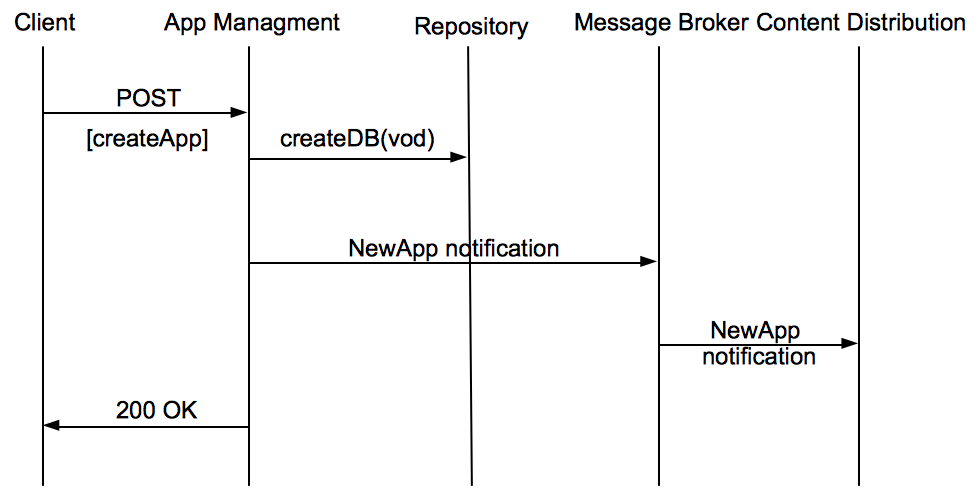 Client
App Managment
Repository
Message Broker
Content Distribution
POST
[createApp]
createDB(vod)
NewApp notification
NewApp
notification
200 OK